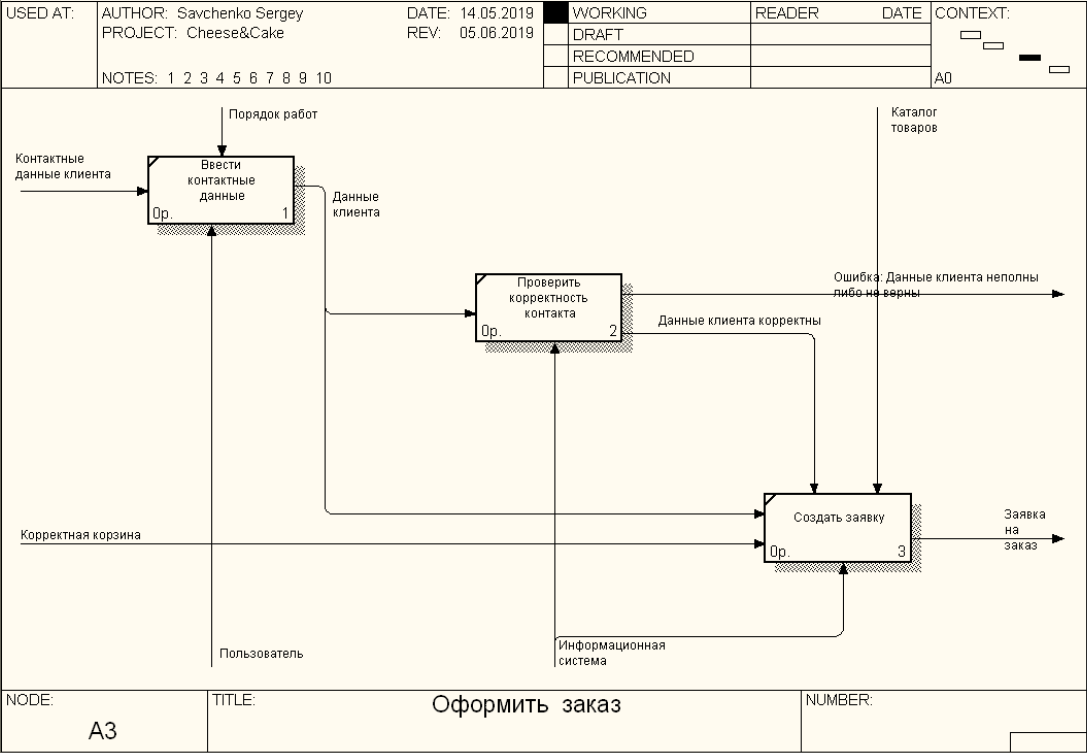 USED AT:
AUTHOR: Savchenko Sergey
DATE: 14.05.2019
PROJECT: Cheese&Cake
REV: 05.06.2019
NOTES: 1 2 3 4 5 6 7 8 9 10
WORKING
DRAFT
RECOMMENDED
PUBLICATION
READER DATE
CONTEXT:
A0
Порядок работ
Каталог
товаров
Контактные
данные клиента
Ввести
контактные
данные
0р. 1
Данные
клиента
Проверить
корректность
контакта
0р. 2
Ошибка: Данные клиента неполны
либо не верны
Данные клиента корректны
Корректная корзина
Создать заявку
0р. 3
Заявка
на
заказ
Пользователь
Информационная
система
NODE:
A3
TITLE:
Оформить заказ
NUMBER: